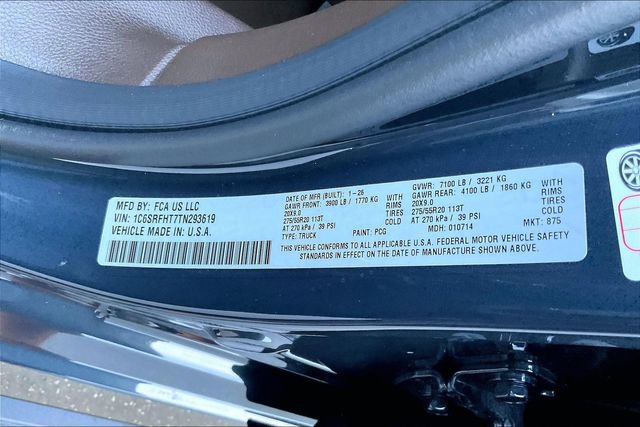 MFD BY: FCA US LLC
VIN: 1C6SRFHT7TN293619
VEHICLE MADE IN: U.S.A.
DATE OF MFR (BUILT): 1-26
GAWR FRONT: 3900 LB / 1770 KG WITH
20X9.0 RIMS
275/55R20 113T TIRES
AT 270 kPa / 39 PSI COLD
TYPE: TRUCK PAINT: PCG
GVWR: 7100 LB / 3221 KG
GAWR REAR: 4100 LB / 1860 KG WITH
20X9.0 RIMS
275/55R20 113T TIRES
AT 270 kPa / 39 PSI COLD
MDH: 010714 MKT: 875
THIS VEHICLE CONFORMS TO ALL APPLICABLE U.S.A. FEDERAL MOTOR VEHICLE SAFETY
STANDARDS IN EFFECT ON THE DATE OF MANUFACTURE SHOWN ABOVE.